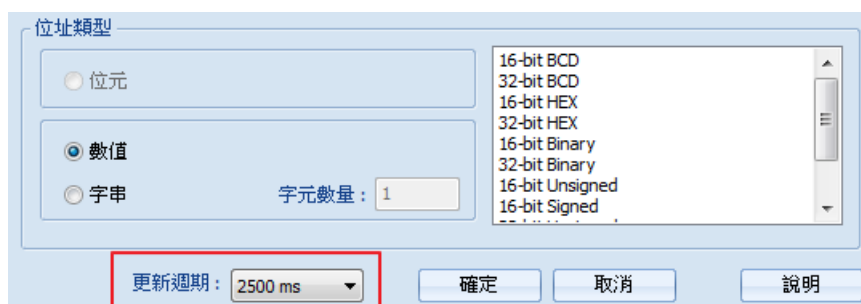 位址類型
位元
數值
字串
字元數量：
1
16-bit BCD
32-bit BCD
16-bit HEX
32-bit HEX
16-bit Binary
32-bit Binary
16-bit Unsigned
16-bit Signed
更新週期：
2500 ms
確定
取消
說明